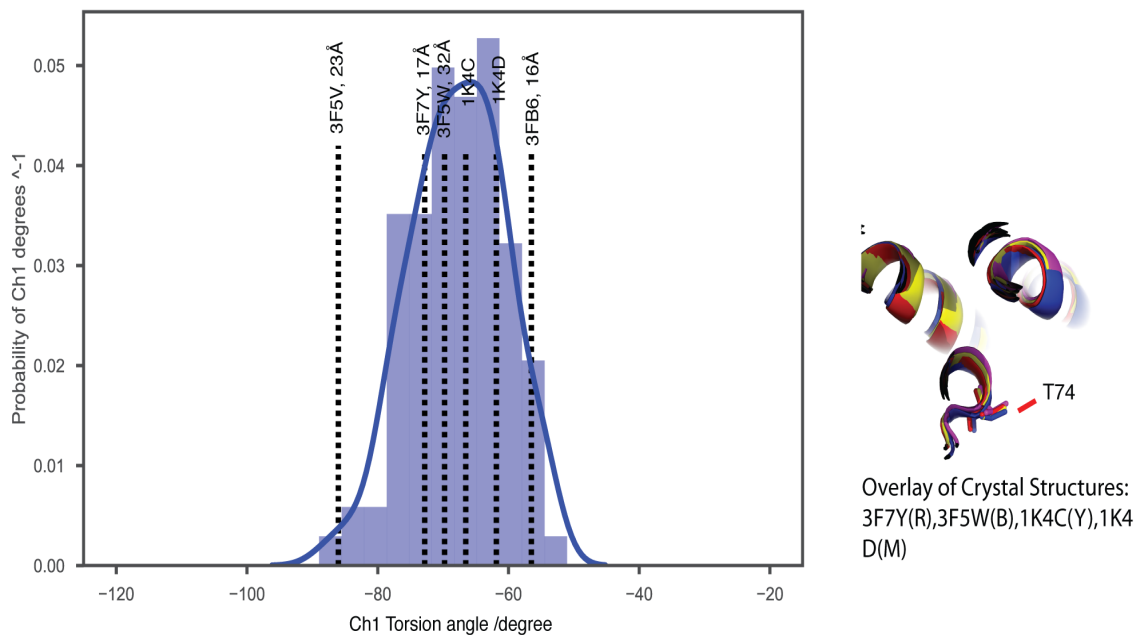 Probability of Ch1 degrees ^-1
0.05
0.04
0.03
0.02
0.01
0.00
3F5V, 23Å
3F7Y, 17Å
3F5W, 32Å
1K4C
1K4D
3FB6, 16Å
−120
−100
−80
−60
−40
−20
Ch1 Torsion angle /degree
T74
Overlay of Crystal Structures:
3F7Y(R),3F5W(B),1K4C(Y),1K4
D(M)